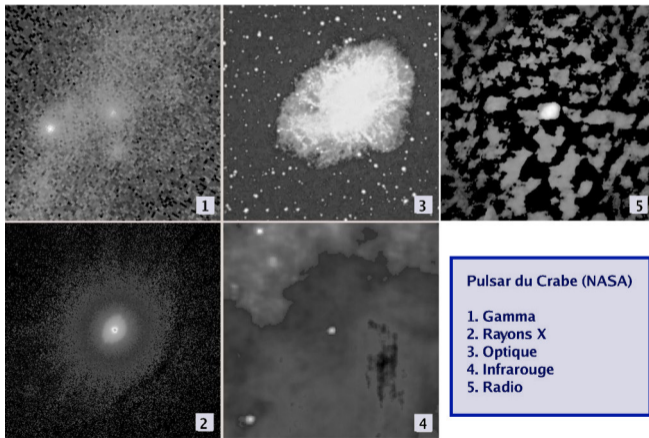 1
3
5
2
4
Pulsar du Crabe (NASA)
1. Gamma
2. Rayons X
3. Optique
4. Infrarouge
5. Radio